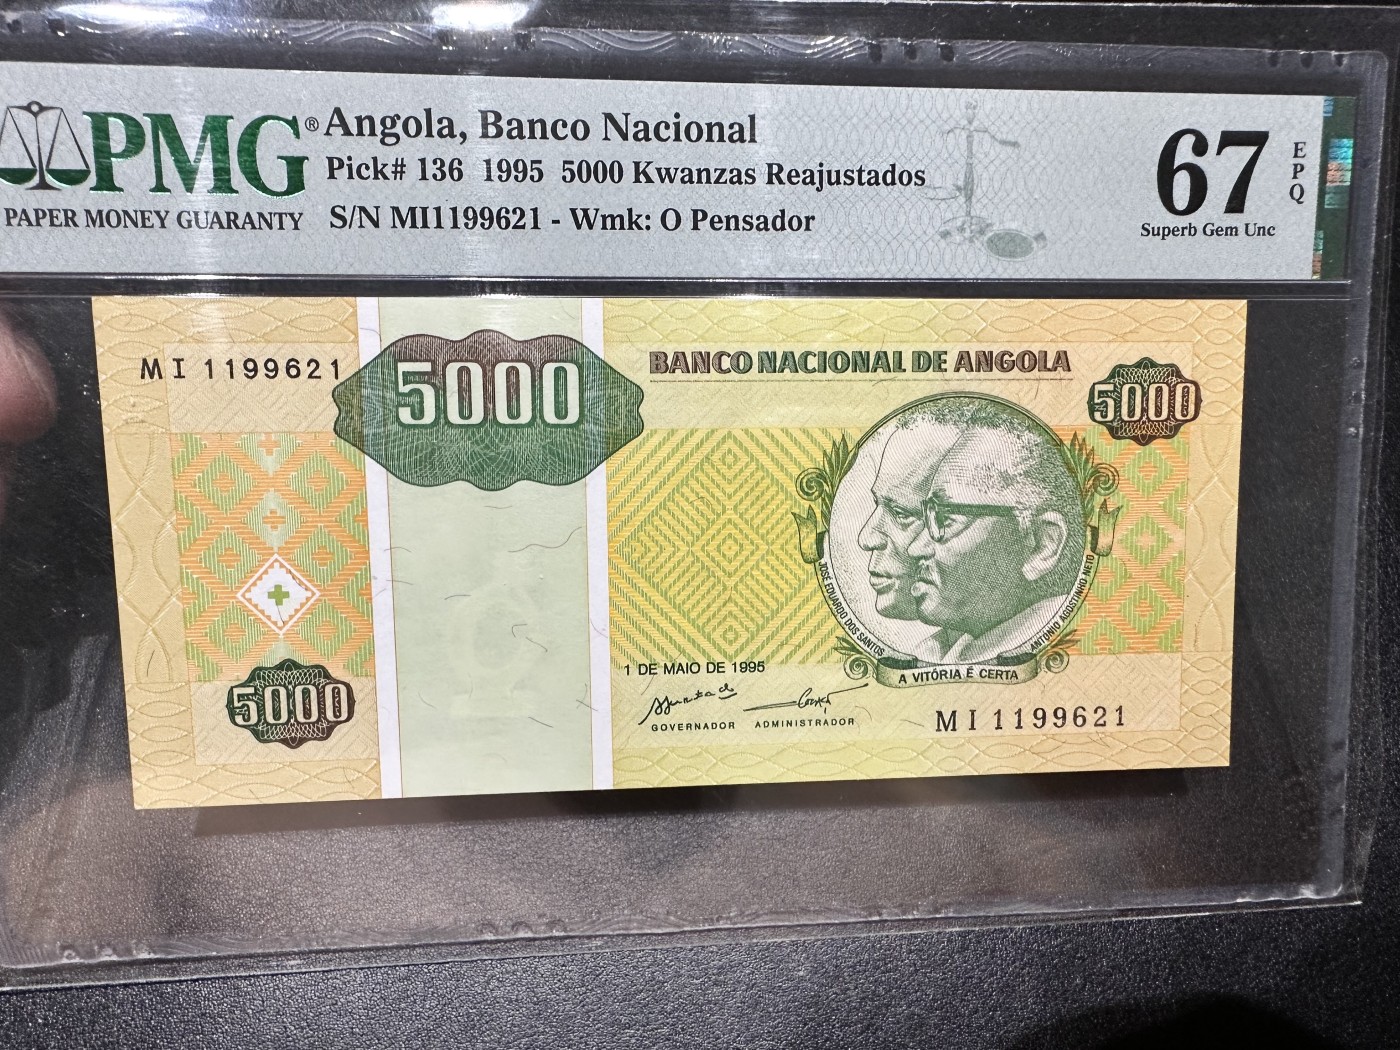 PMG®
PAPER MONEY GUARANTY
Angola, Banco Nacional
Pick# 136 1995 5000 Kwanzas Reajustados
S/N MI1199621 - Wmk: O Pensador
67
EPQ
Superb Gem Unc
MI 1199621
5000
BANCO NACIONAL DE ANGOLA
5000
JOSÉ EDUARDO DOS SANTOS
ANTÓNIO AGOSTINHO NETO
A VITÓRIA É CERTA
5000
1 DE MAIO DE 1995
GOVERNADOR ADMINISTRADOR
MI 1199621